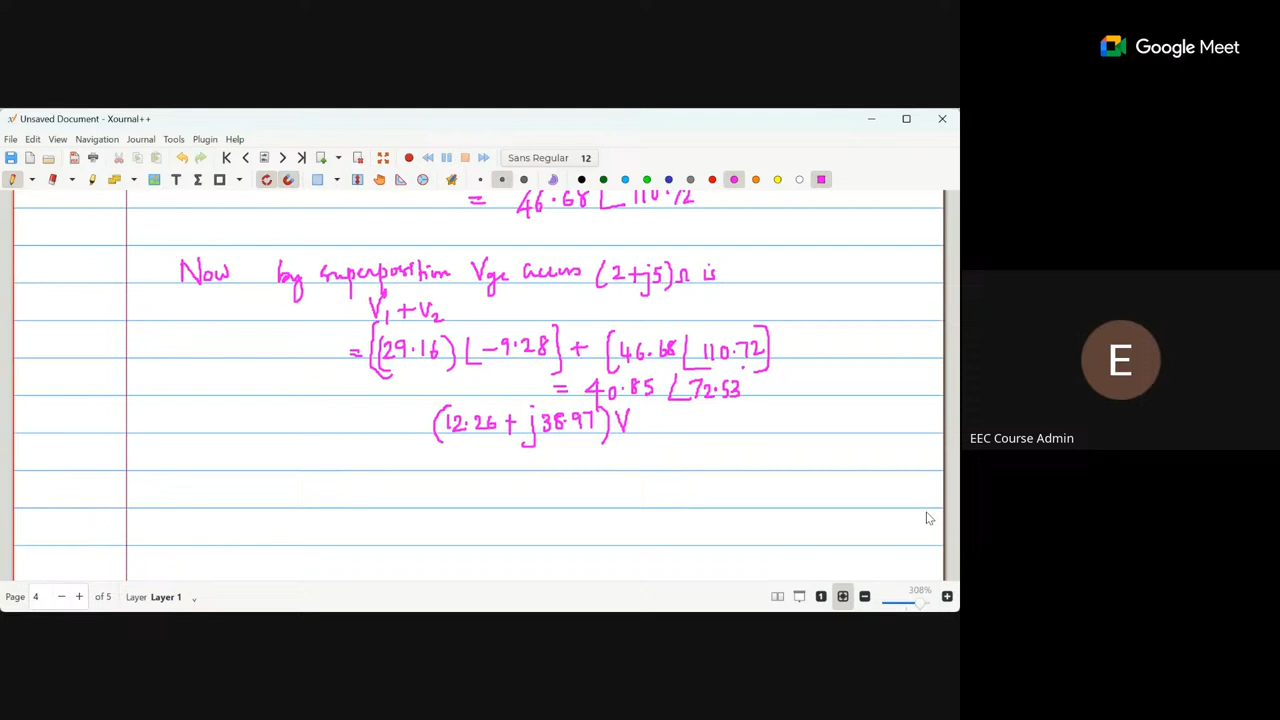 Google Meet
Unsaved Document - Xournal++
File Edit View Navigation Journal Tools Plugin Help
Sans Regular 12
= 46.68∠110.72
Now by superposition Vge across (2+j5)Ω is
V₁ + V₂
= [(29.16)∠-9.28] + [46.68∠110.72]
= 40.85∠72.53
(12.26 + j38.97)V
EEC Course Admin
E
Page 4 of 5 Layer Layer 1
308%